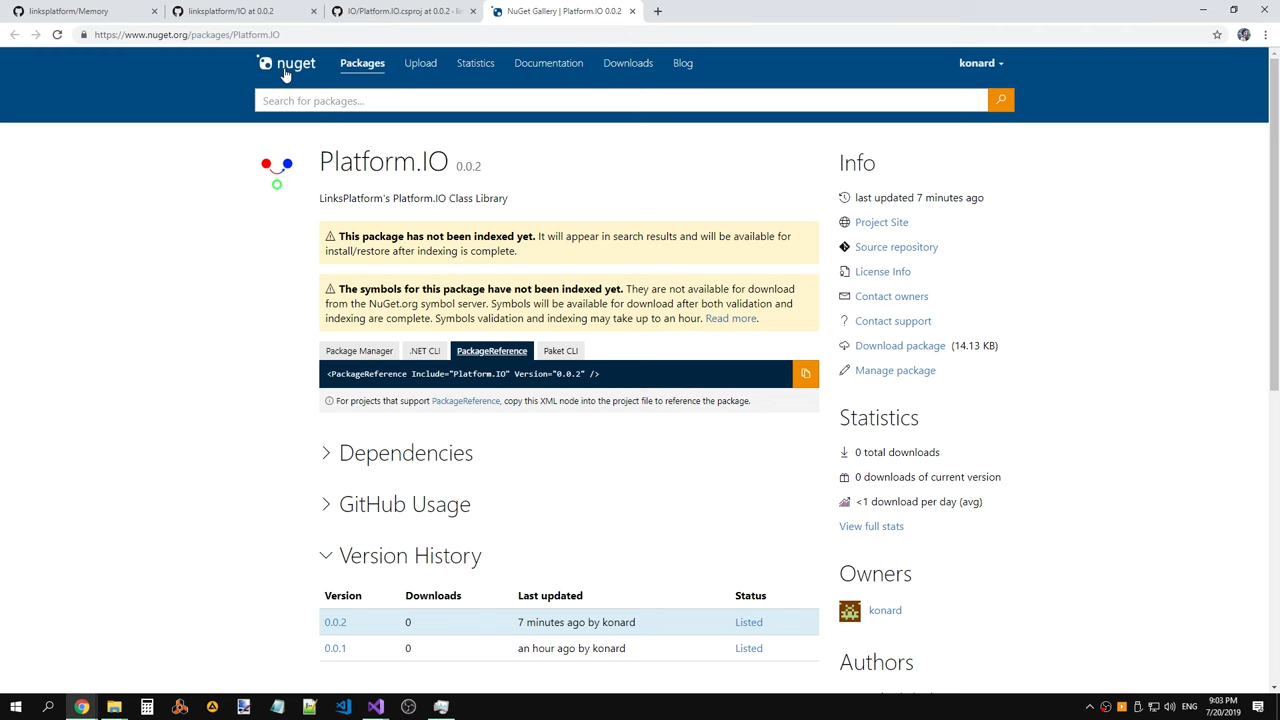 linksplatform/Memory
linksplatform/IO at 0.0.2
IO/Platform.IO.csproj at 0.0.2 · lin
NuGet Gallery | Platform.IO 0.0.2
https://www.nuget.org/packages/Platform.IO
nuget
Packages
Upload
Statistics
Documentation
Downloads
Blog
konard
Search for packages...
Platform.IO 0.0.2
LinksPlatform's Platform.IO Class Library
This package has not been indexed yet. It will appear in search results and will be available for
install/restore after indexing is complete.
The symbols for this package have not been indexed yet. They are not available for download
from the NuGet.org symbol server. Symbols will be available for download after both validation and
indexing are complete. Symbols validation and indexing may take up to an hour. Read more.
Package Manager
.NET CLI
PackageReference
Paket CLI
<PackageReference Include="Platform.IO" Version="0.0.2" />
For projects that support PackageReference, copy this XML node into the project file to reference the package.
Dependencies
GitHub Usage
Version History
Version Downloads Last updated Status
0.0.2 0 7 minutes ago by konard Listed
0.0.1 0 an hour ago by konard Listed
Info
last updated 7 minutes ago
Project Site
Source repository
License Info
Contact owners
Contact support
Download package (14.13 KB)
Manage package
Statistics
0 total downloads
0 downloads of current version
<1 download per day (avg)
View full stats
Owners
konard
Authors
ENG
9:03 PM
7/20/2019